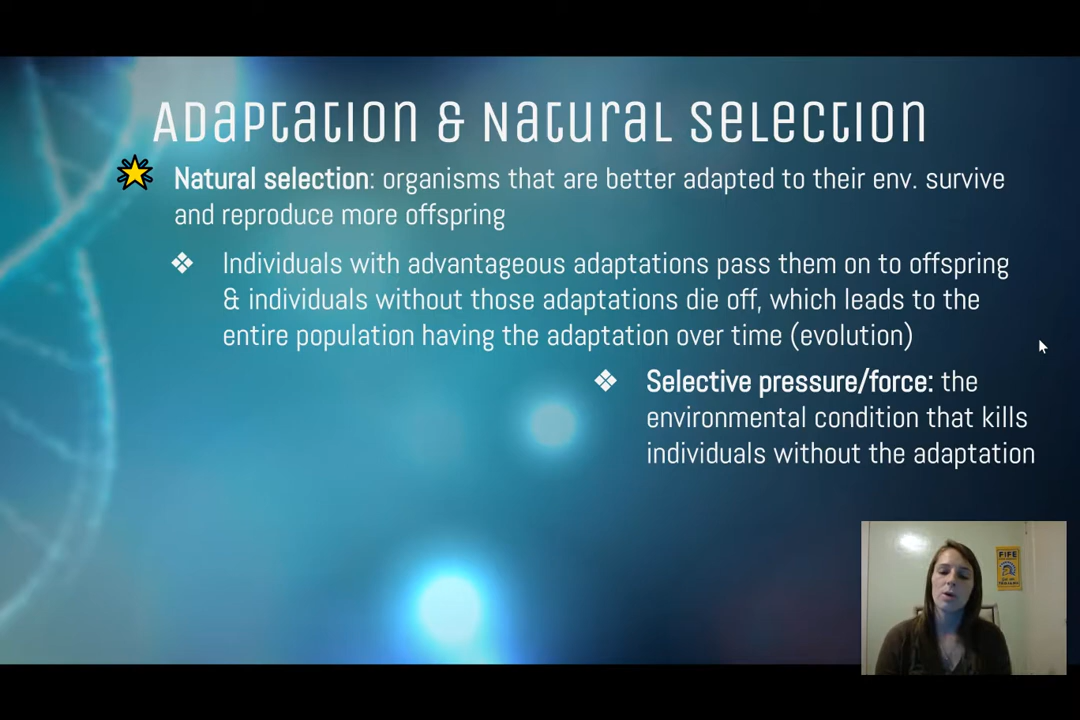 Adaptation & Natural Selection
Natural selection: organisms that are better adapted to their env. survive
and reproduce more offspring
Individuals with advantageous adaptations pass them on to offspring
& individuals without those adaptations die off, which leads to the
entire population having the adaptation over time (evolution)
Selective pressure/force: the
environmental condition that kills
individuals without the adaptation
FIFE